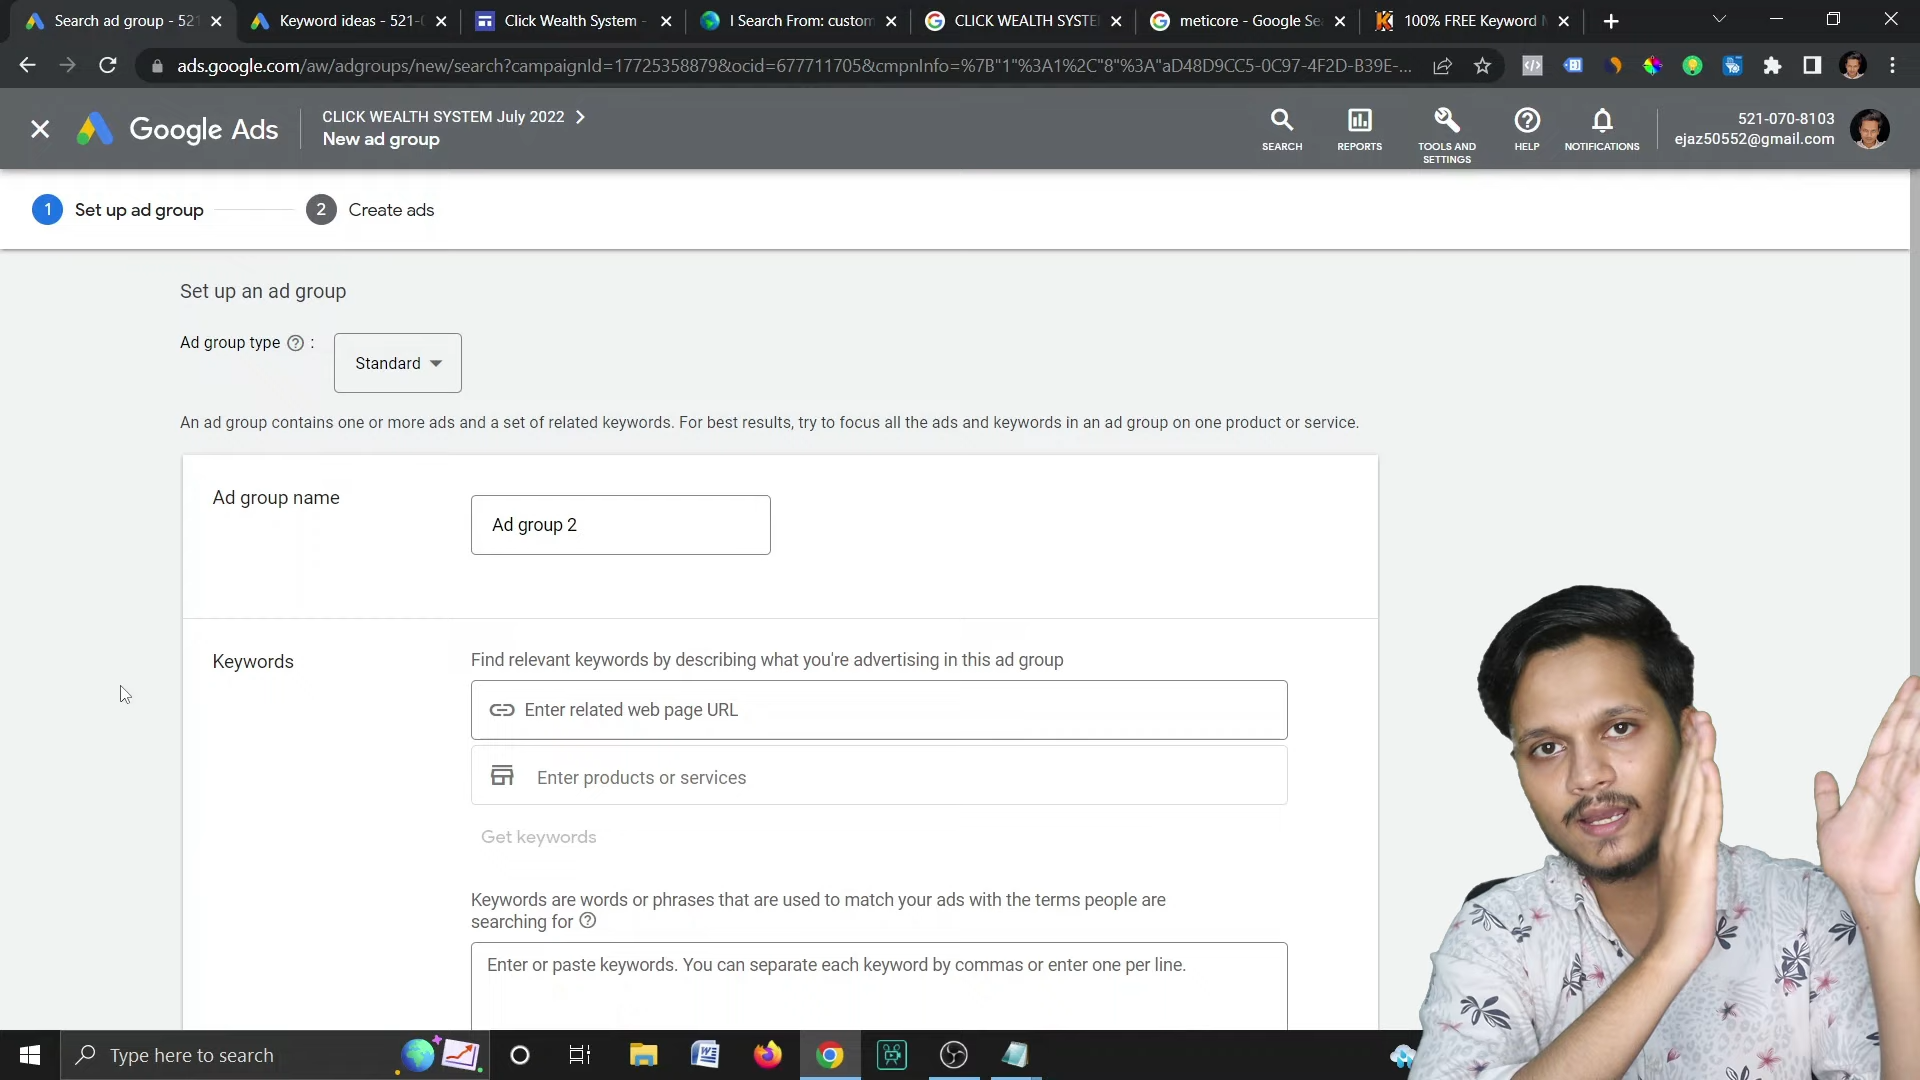 Search ad group - 521
Keyword ideas - 521-0
Click Wealth System -
I Search From: custom
CLICK WEALTH SYSTE
meticore - Google Se
100% FREE Keyword M
ads.google.com/aw/adgroups/new/search?campaignId=17725358879&ocid=677711705&cmpnInfo=%7B"1"%3A1%2C"8"%3A"aD48D9CC5-0C97-4F2D-B39E-...
Google Ads
CLICK WEALTH SYSTEM July 2022
New ad group
SEARCH
REPORTS
TOOLS AND SETTINGS
HELP
NOTIFICATIONS
521-070-8103
ejaz50552@gmail.com
1 Set up ad group
2 Create ads
Set up an ad group
Ad group type ? :
Standard
An ad group contains one or more ads and a set of related keywords. For best results, try to focus all the ads and keywords in an ad group on one product or service.
Ad group name
Ad group 2
Keywords
Find relevant keywords by describing what you're advertising in this ad group
Enter related web page URL
Enter products or services
Get keywords
Keywords are words or phrases that are used to match your ads with the terms people are
searching for ?
Enter or paste keywords. You can separate each keyword by commas or enter one per line.
Type here to search